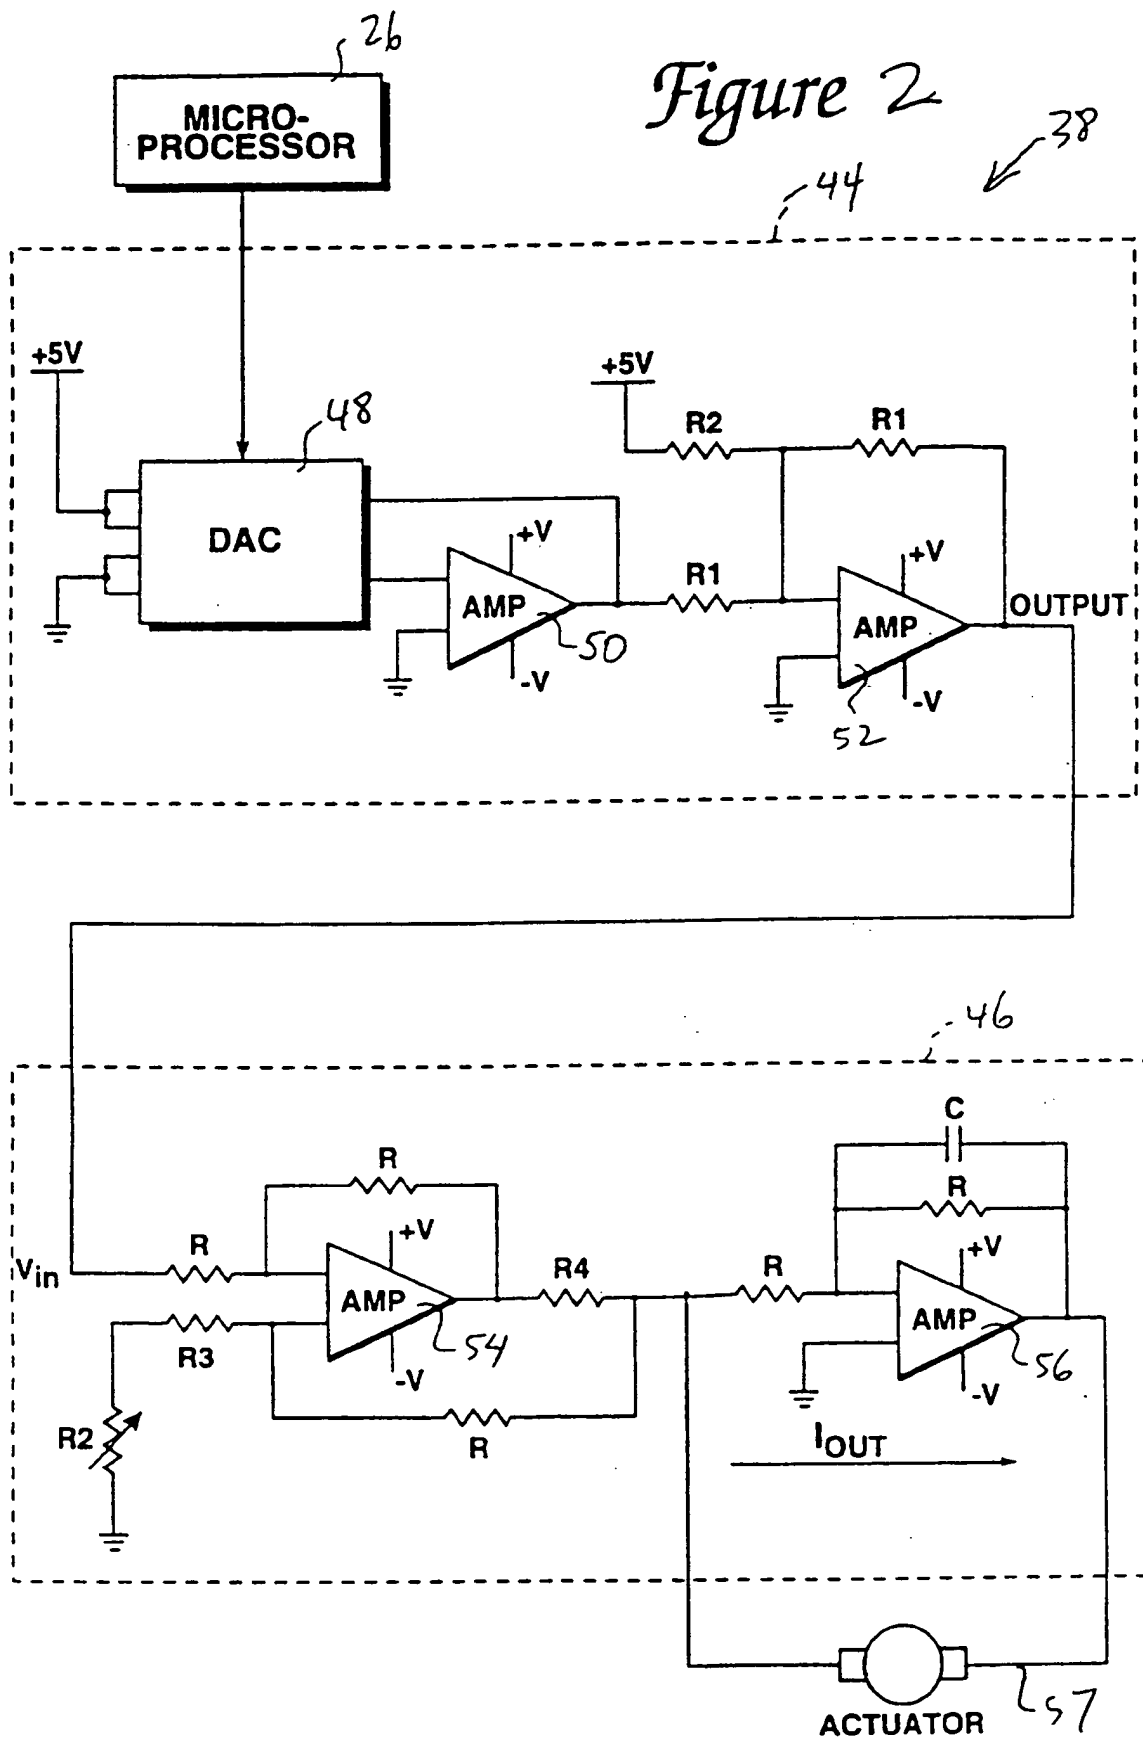 26
Figure 2
MICRO-
PROCESSOR
38
44
+5V
48
DAC
+5V
R2
R1
+V
AMP
50
-V
R1
+V
AMP
52
-V
OUTPUT
46
C
R
R
+V
Vin
R
AMP
54
-V
R4
R
+V
AMP
56
-V
R3
R2
R
IOUT
57
ACTUATOR